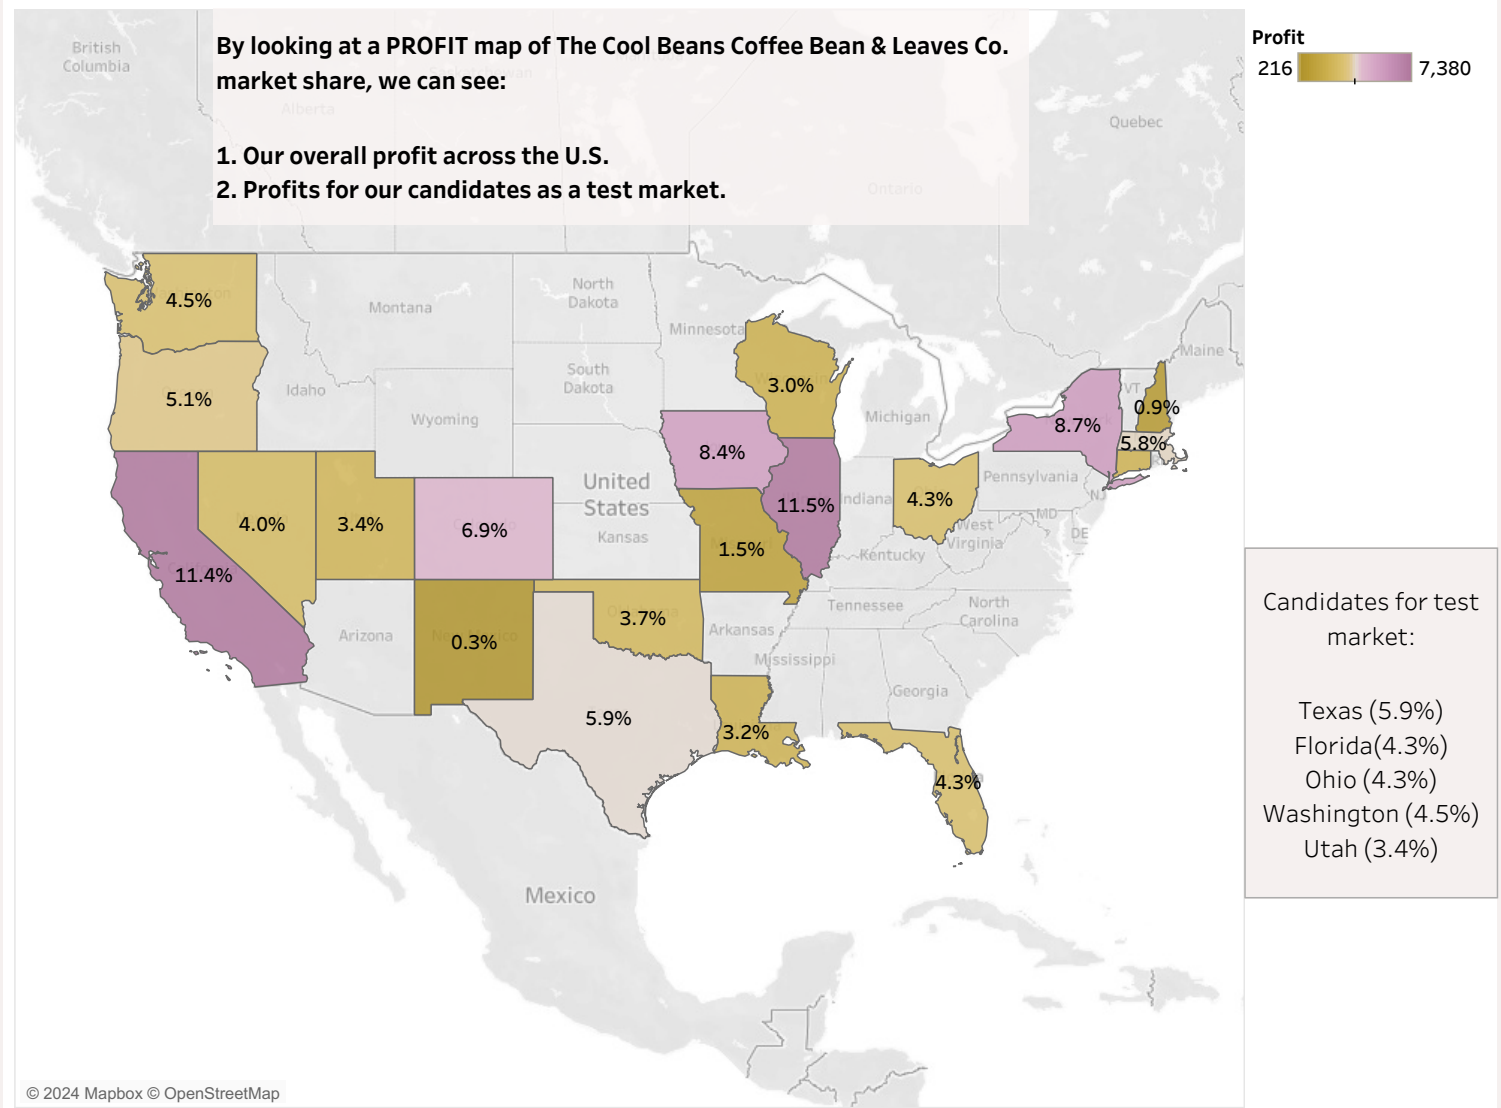 By looking at a PROFIT map of The Cool Beans Coffee Bean & Leaves Co.
market share, we can see:
1. Our overall profit across the U.S.
2. Profits for our candidates as a test market.
Profit
216
7,380
British
Columbia
Alberta
Quebec
Ontario
4.5%
Montana
North
Dakota
Minnesota
Maine
5.1%
Idaho
South
Dakota
3.0%
VT
0.9%
Wyoming
Michigan
8.7%
5.8%
8.4%
United
States
Pennsylvania
NJ
4.0%
3.4%
6.9%
Kansas
11.5%
Indiana
4.3%
MD
DE
West
Virginia
1.5%
Kentucky
11.4%
Tennessee
North
Carolina
Arizona
New Mexico
0.3%
3.7%
Arkansas
Mississippi
Georgia
5.9%
3.2%
4.3%
Mexico
Candidates for test
market:
Texas (5.9%)
Florida(4.3%)
Ohio (4.3%)
Washington (4.5%)
Utah (3.4%)
© 2024 Mapbox © OpenStreetMap